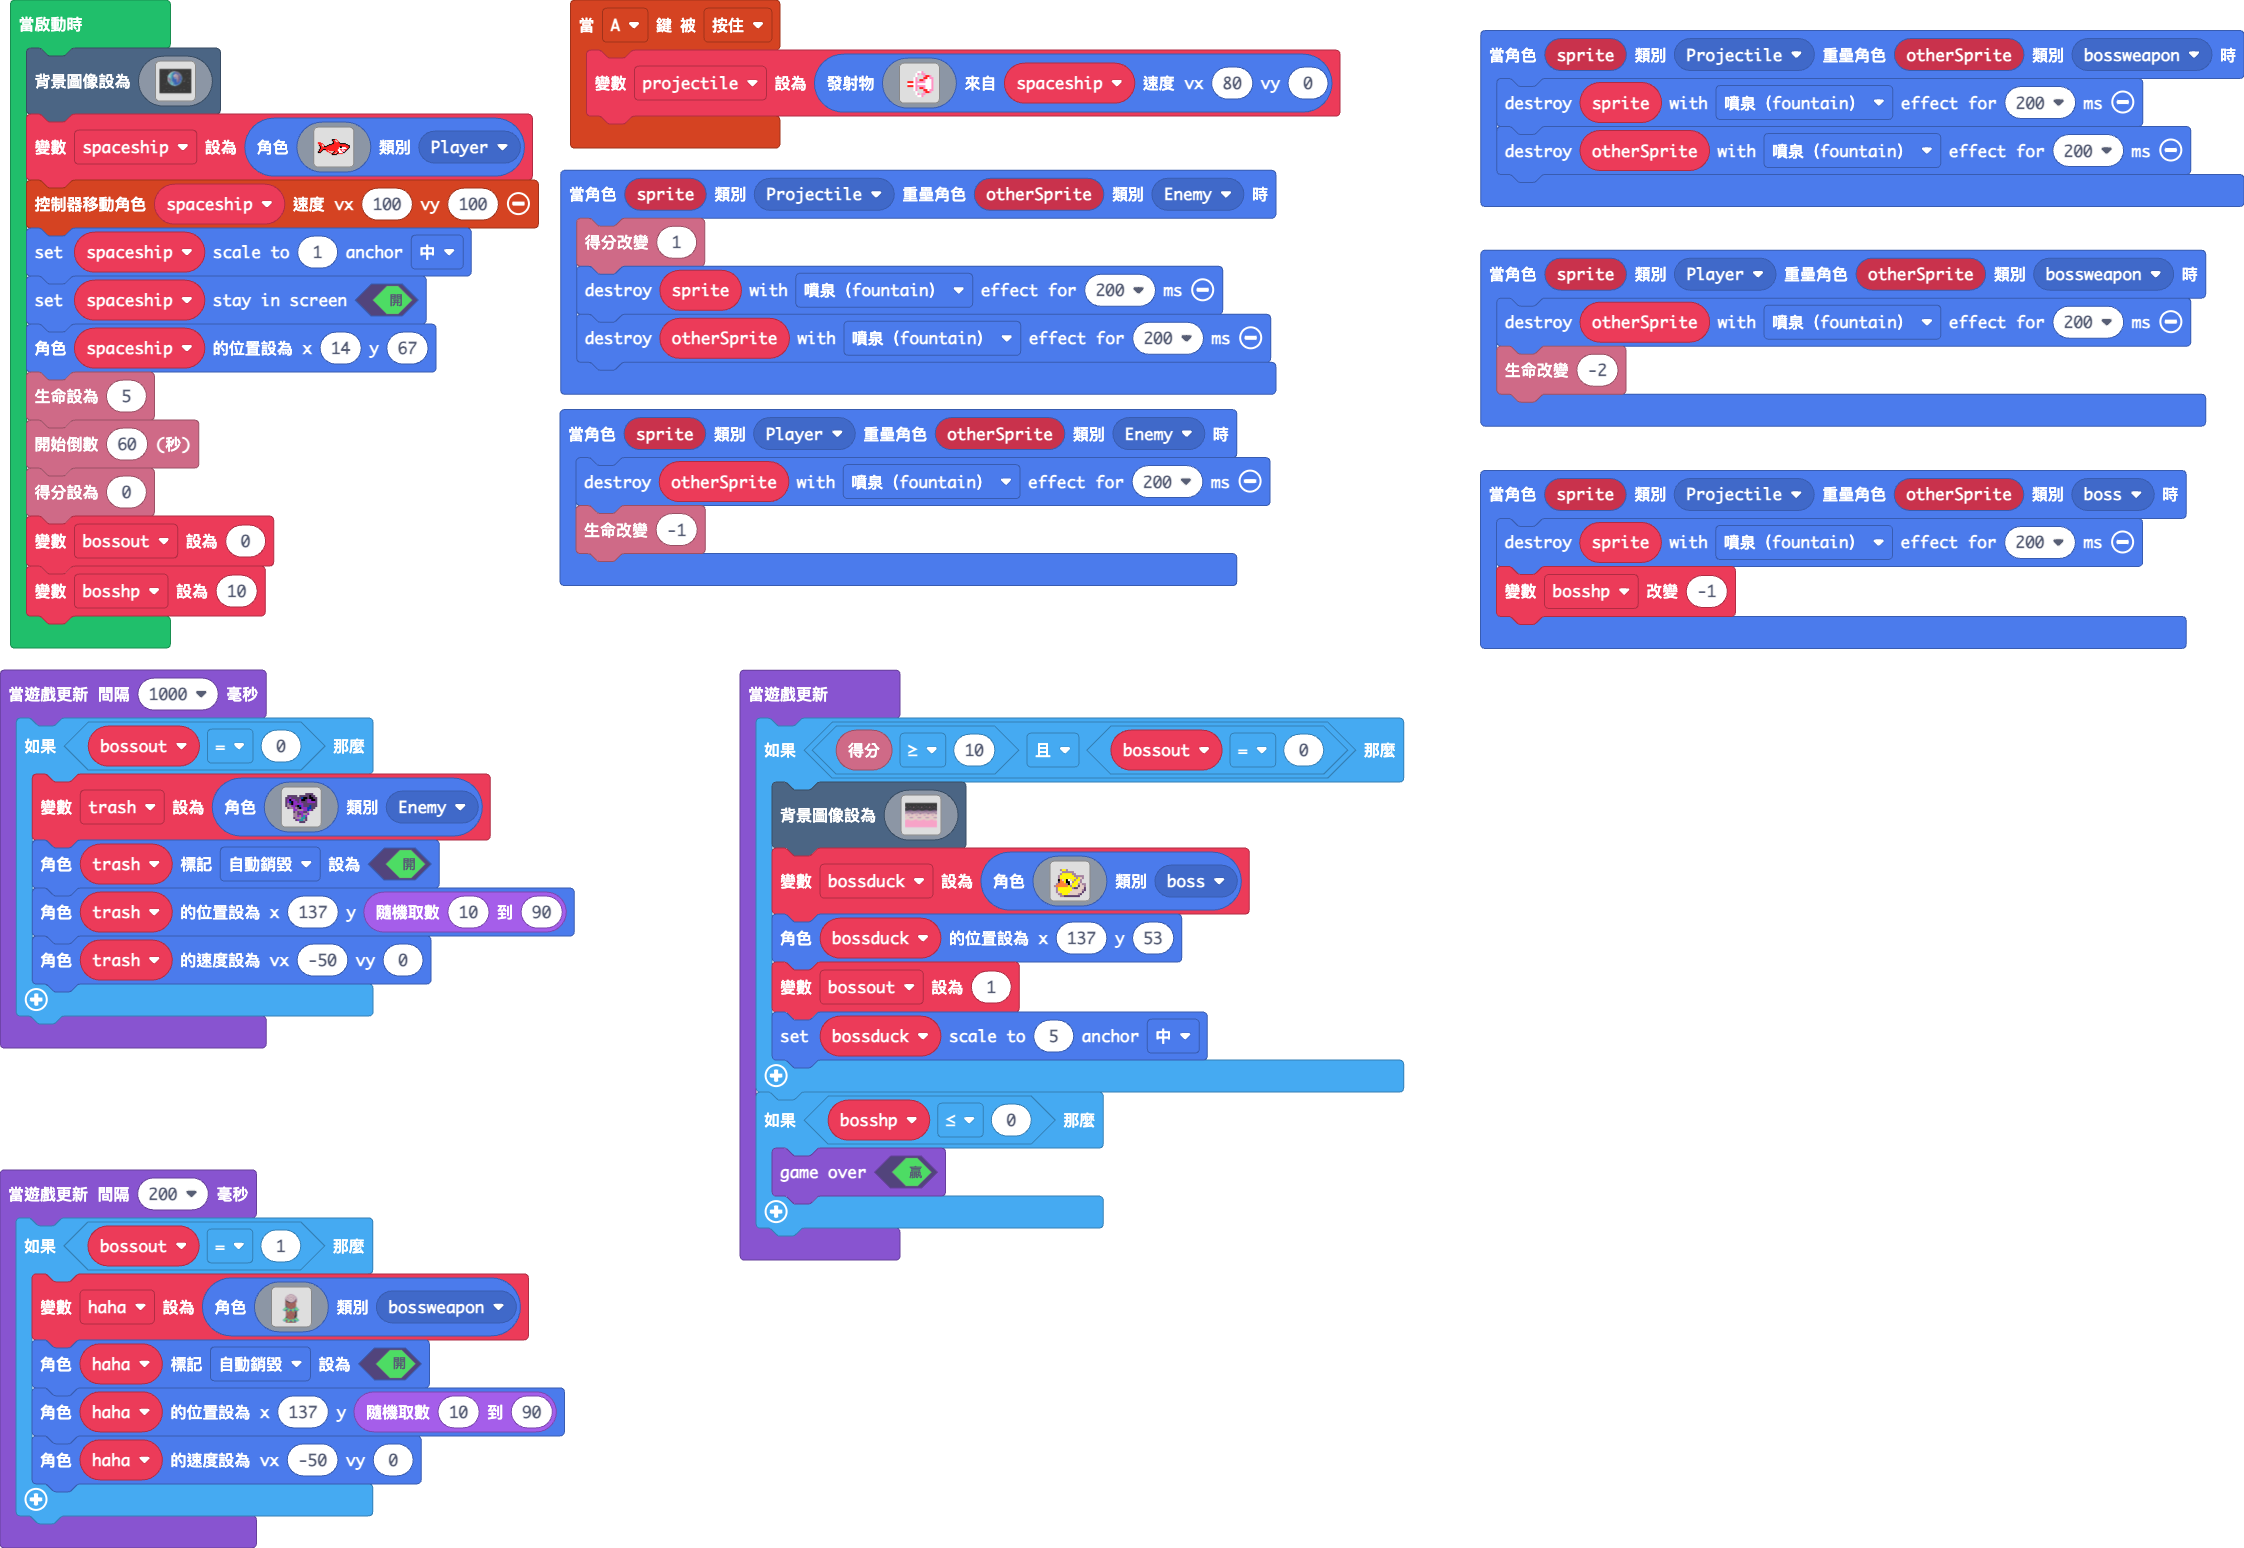 當啟動時
背景圖像設為
變數 spaceship 設為 角色 類別 Player
控制器移動角色 spaceship 速度 vx 100 vy 100
set spaceship scale to 1 anchor 中
set spaceship stay in screen 開
角色 spaceship 的位置設為 x 14 y 67
生命設為 5
開始倒數 60 (秒)
得分設為 0
變數 bossout 設為 0
變數 bosshp 設為 10
當 A 鍵 被 按住
變數 projectile 設為 發射物 來自 spaceship 速度 vx 80 vy 0
當角色 sprite 類別 Projectile 重疊角色 otherSprite 類別 Enemy 時
得分改變 1
destroy sprite with 噴泉 (fountain) effect for 200 ms
destroy otherSprite with 噴泉 (fountain) effect for 200 ms
當角色 sprite 類別 Player 重疊角色 otherSprite 類別 Enemy 時
destroy otherSprite with 噴泉 (fountain) effect for 200 ms
生命改變 -1
當角色 sprite 類別 Projectile 重疊角色 otherSprite 類別 bossweapon 時
destroy sprite with 噴泉 (fountain) effect for 200 ms
destroy otherSprite with 噴泉 (fountain) effect for 200 ms
當角色 sprite 類別 Player 重疊角色 otherSprite 類別 bossweapon 時
destroy otherSprite with 噴泉 (fountain) effect for 200 ms
生命改變 -2
當角色 sprite 類別 Projectile 重疊角色 otherSprite 類別 boss 時
destroy sprite with 噴泉 (fountain) effect for 200 ms
變數 bosshp 改變 -1
當遊戲更新 間隔 1000 毫秒
如果 bossout = 0 那麼
變數 trash 設為 角色 類別 Enemy
角色 trash 標記 自動銷毀 設為 開
角色 trash 的位置設為 x 137 y 隨機取數 10 到 90
角色 trash 的速度設為 vx -50 vy 0
當遊戲更新
如果 得分 ≥ 10 且 bossout = 0 那麼
背景圖像設為
變數 bossduck 設為 角色 類別 boss
角色 bossduck 的位置設為 x 137 y 53
變數 bossout 設為 1
set bossduck scale to 5 anchor 中
如果 bosshp ≤ 0 那麼
game over 贏
當遊戲更新 間隔 200 毫秒
如果 bossout = 1 那麼
變數 haha 設為 角色 類別 bossweapon
角色 haha 標記 自動銷毀 設為 開
角色 haha 的位置設為 x 137 y 隨機取數 10 到 90
角色 haha 的速度設為 vx -50 vy 0